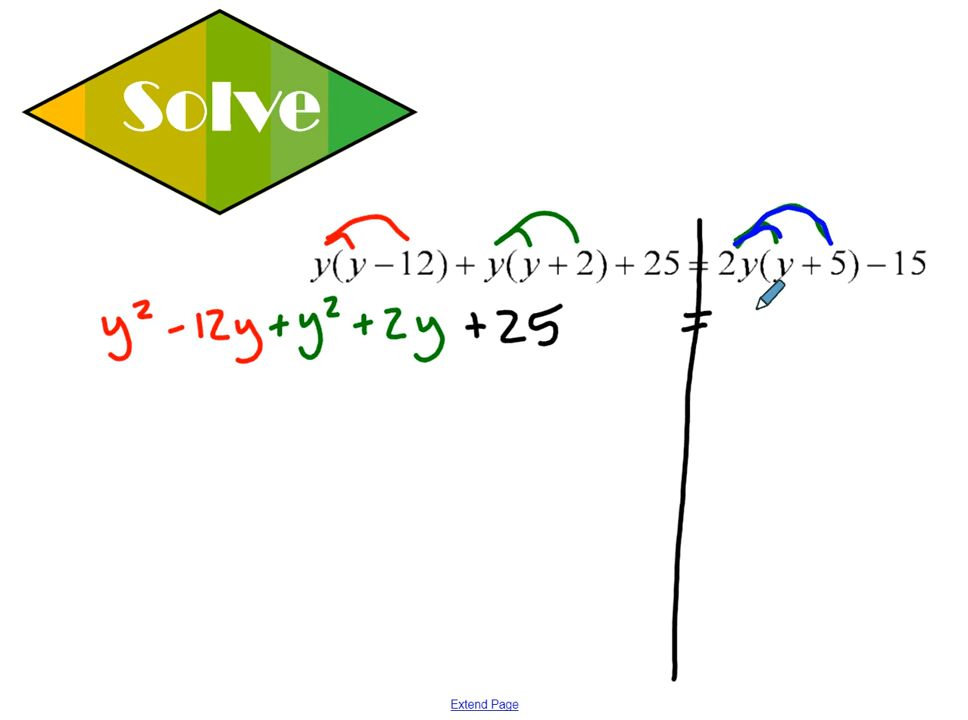 Solve
y(y − 12) + y(y + 2) + 25 = 2y(y + 5) − 15
y² - 12y + y² + 2y + 25 =
Extend Page